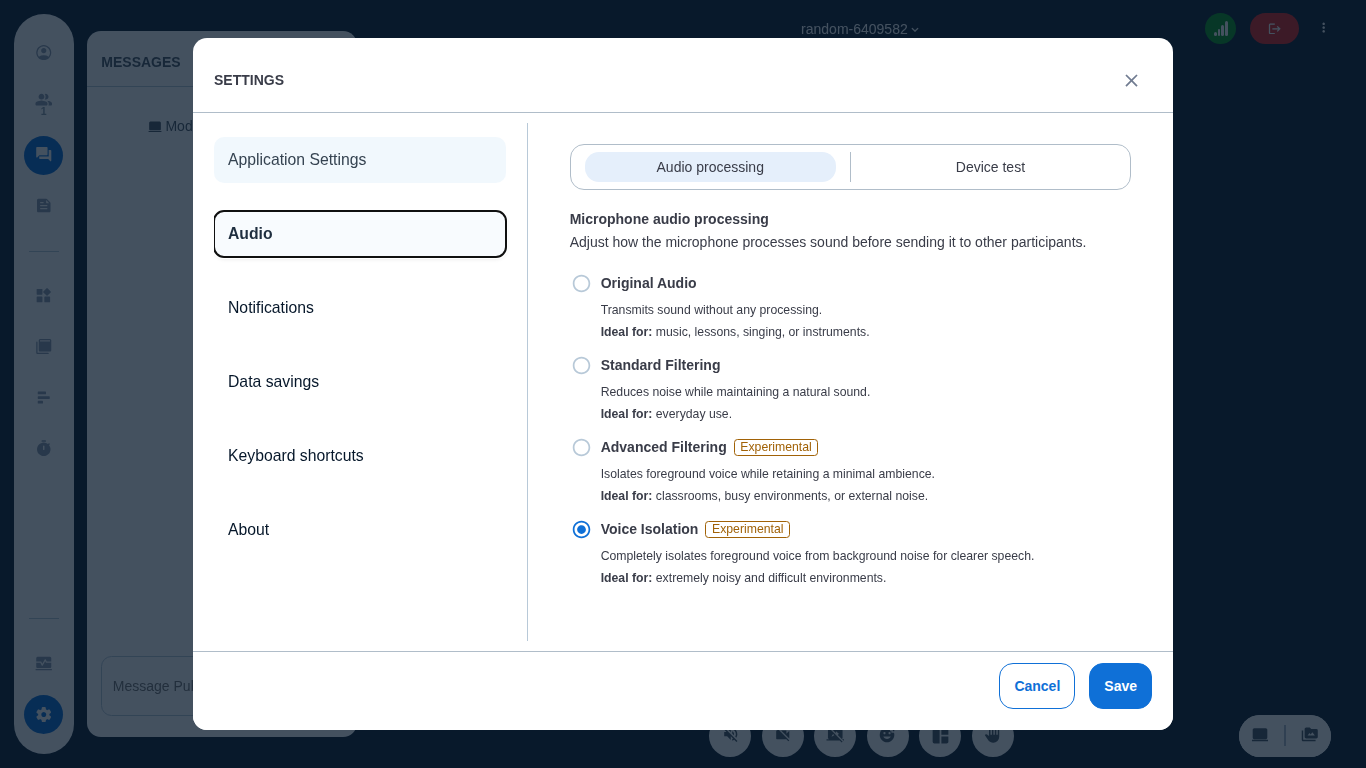 random-6409582
MESSAGES
1
Mod
Message Pu
SETTINGS
Application Settings
Audio
Notifications
Data savings
Keyboard shortcuts
About
Audio processing
Device test
Microphone audio processing
Adjust how the microphone processes sound before sending it to other participants.
Original Audio
Transmits sound without any processing.
Ideal for: music, lessons, singing, or instruments.
Standard Filtering
Reduces noise while maintaining a natural sound.
Ideal for: everyday use.
Advanced Filtering Experimental
Isolates foreground voice while retaining a minimal ambience.
Ideal for: classrooms, busy environments, or external noise.
Voice Isolation Experimental
Completely isolates foreground voice from background noise for clearer speech.
Ideal for: extremely noisy and difficult environments.
Cancel
Save